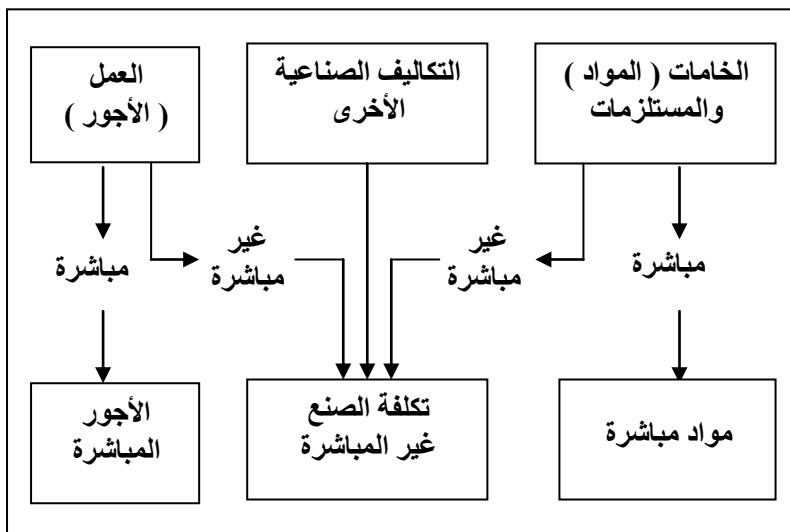 الخامات ( المواد )
والمستلزمات
التكاليف الصناعية
الأخرى
العمل
( الأجور )
مباشرة
غير
مباشرة
غير
مباشرة
مباشرة
مواد مباشرة
تكلفة الصنع
غير المباشرة
الأجور
المباشرة